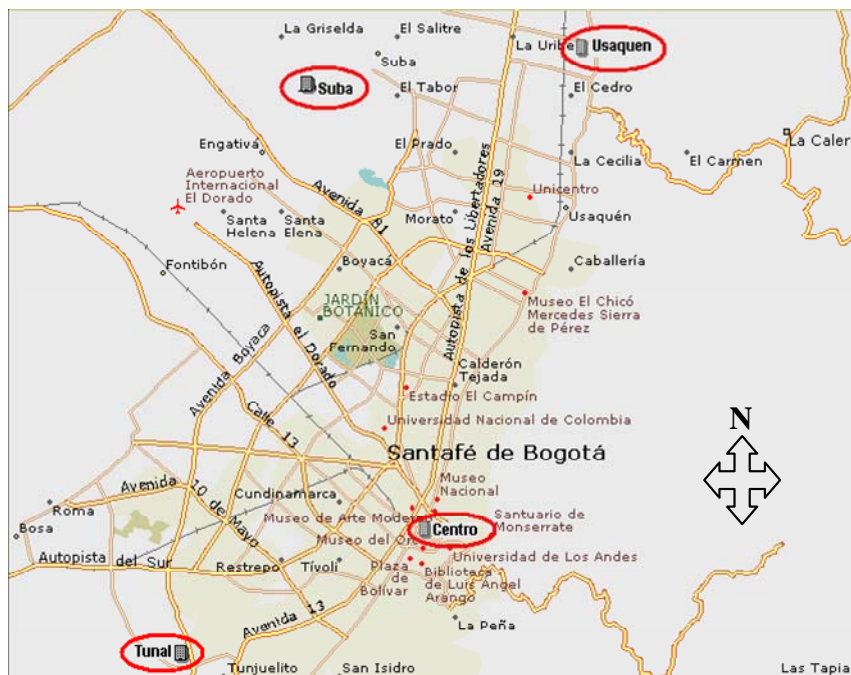 La Griselda
El Salitre
La Uribe
Usaquen
Suba
Suba
El Tabor
El Cedro
La Caler
Engativá
El Prado
La Cecilia
El Carmen
Aeropuerto
Internacional
El Dorado
Avenida 81
Autopista de los Libertadores
Avenida 19
Unicentro
Santa
Helena
Santa
Elena
Morato
Usaquén
Fontibón
Boyacá
Caballería
Autopista el Dorado
JARDÍN
BOTÁNICO
San
Fernando
Museo El Chicó
Mercedes Sierra
de Pérez
Avenida Boyaca
Calderón
Tejada
Estadio El Campín
Calle 13
Universidad Nacional de Colombia
N
Santafé de Bogotá
Museo
Nacional
Avenida
10 de Mayo
Cundinamarca
Roma
Museo de Arte Moderno
Centro
Santuario de
Monserrate
Bosa
Museo del Oro
Autopista del Sur
Restrepo
Tívoli
Plaza
de
Bolívar
Universidad de Los Andes
Biblioteca
de Luis Angel
Arango
Avenida 13
La Peña
Tunal
Tunjuelito
San Isidro
Las Tapia